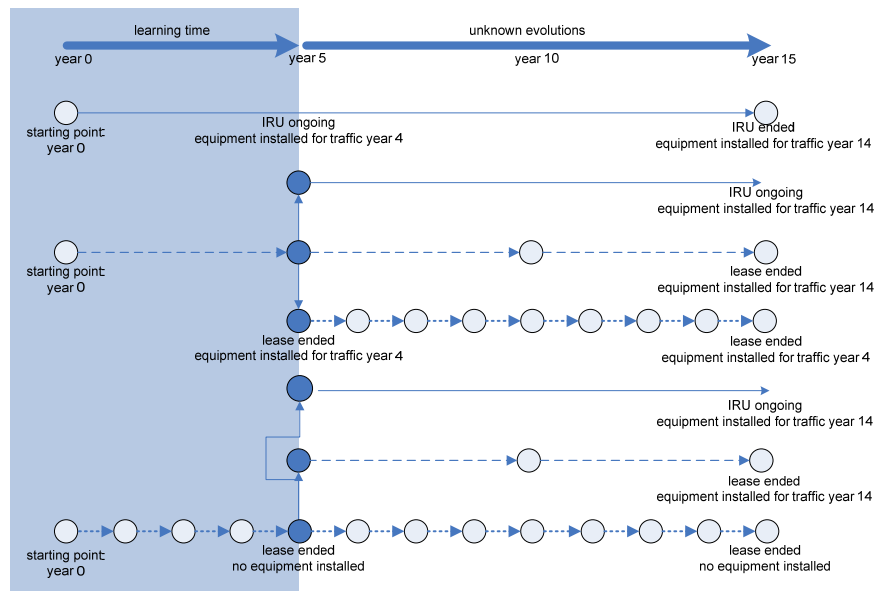 learning time
unknown evolutions
year 0
year 5
year 10
year 15
starting point:
year 0
IRU ongoing
equipment installed for traffic year 4
IRU ended
equipment installed for traffic year 14
IRU ongoing
equipment installed for traffic year 14
starting point:
year 0
lease ended
equipment installed for traffic year 14
lease ended
equipment installed for traffic year 4
lease ended
equipment installed for traffic year 4
IRU ongoing
equipment installed for traffic year 14
lease ended
equipment installed for traffic year 14
starting point:
year 0
lease ended
no equipment installed
lease ended
no equipment installed